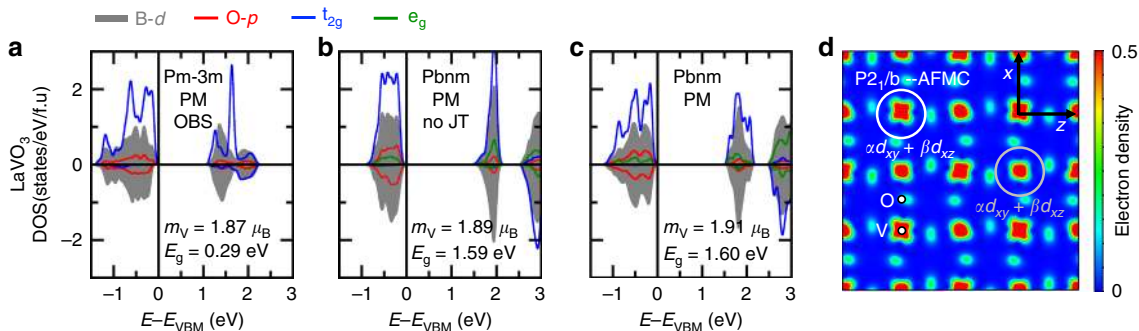 B-d O-p t2g eg
a
LaVO3
DOS(states/eV/f.u)
2
0
−2
Pm-3m
PM
OBS
mV = 1.87 μB
Eg = 0.29 eV
−1 0 1 2 3
E–EVBM (eV)
b
Pbnm
PM
no JT
mV = 1.89 μB
Eg = 1.59 eV
−1 0 1 2 3
E–EVBM (eV)
c
Pbnm
PM
mV = 1.91 μB
Eg = 1.60 eV
−1 0 1 2 3
E–EVBM (eV)
d
P21/b –AFMC
x
z
αdxy + βdxz
αdxy + βdxz
O
V
0.5
Electron density
0